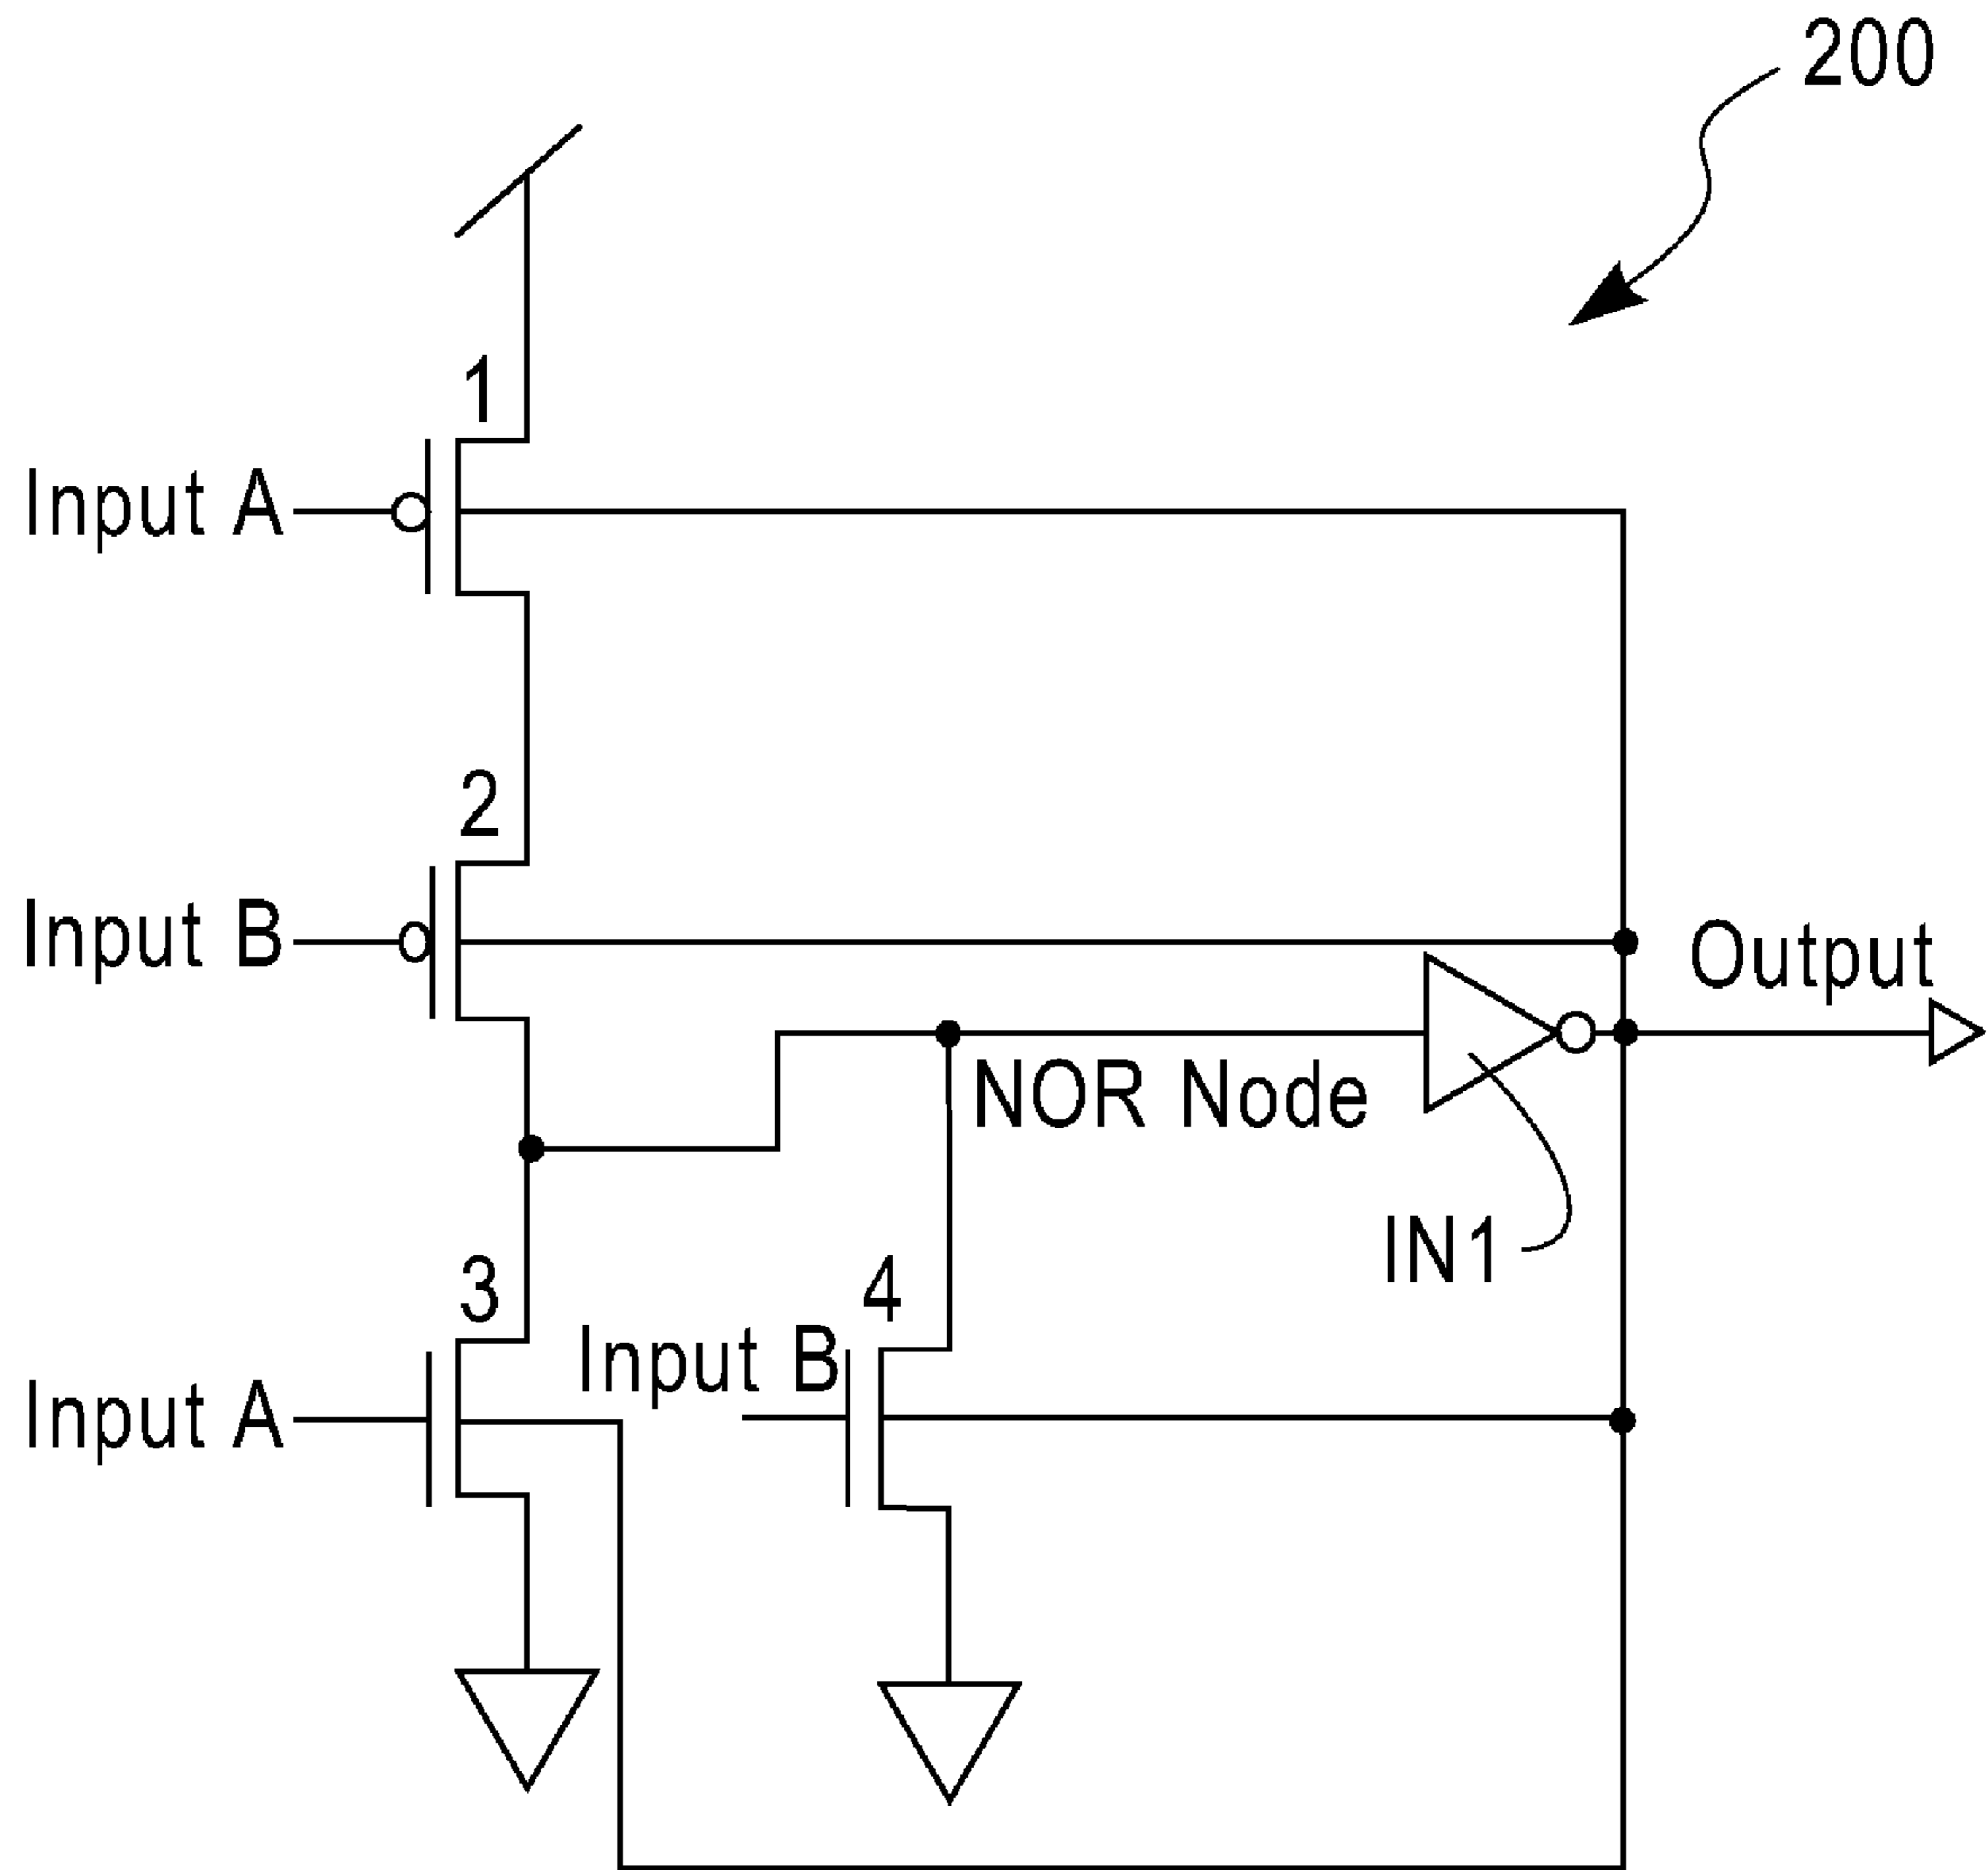 200
1
Input A
2
Input B
Output
NOR Node
IN1
3
4
Input B
Input A